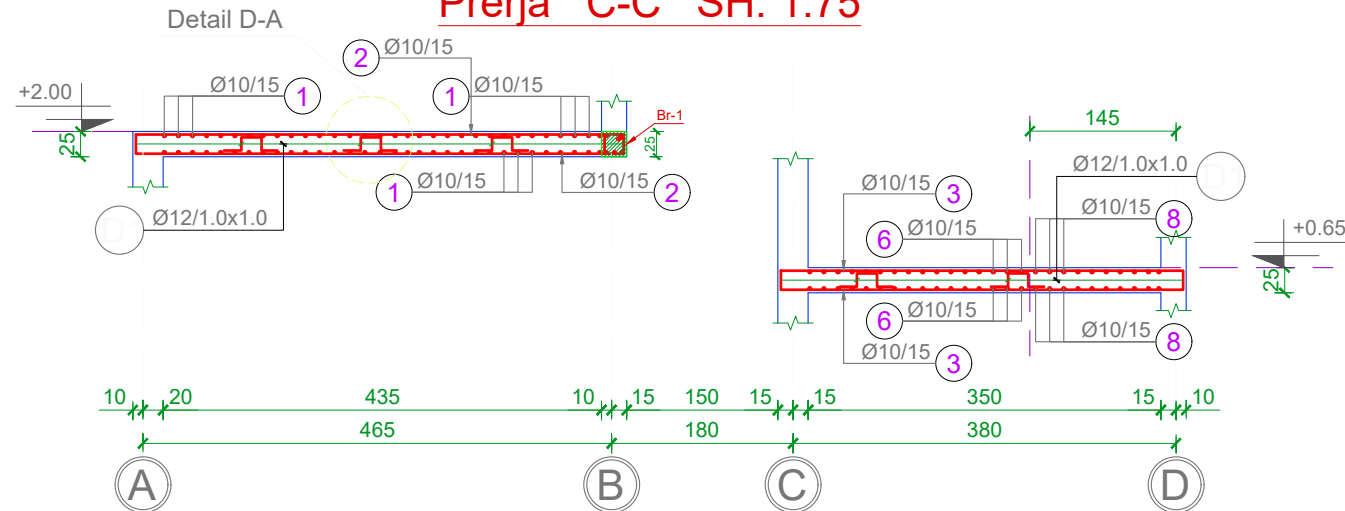 Prerja C-C SH. 1:75
Detail D-A
2 Ø10/15
+2.00
Ø10/15 1
1 Ø10/15
Br-1
25
25
145
1 Ø10/15
Ø10/15 2
Ø12/1.0x1.0
Ø10/15 3
Ø12/1.0x1.0
6 Ø10/15
Ø10/15 8
+0.65
25
6 Ø10/15
Ø10/15 8
Ø10/15 3
10 20 435 10 15 150 15 15 350 15 10
465 180 380
A B C D